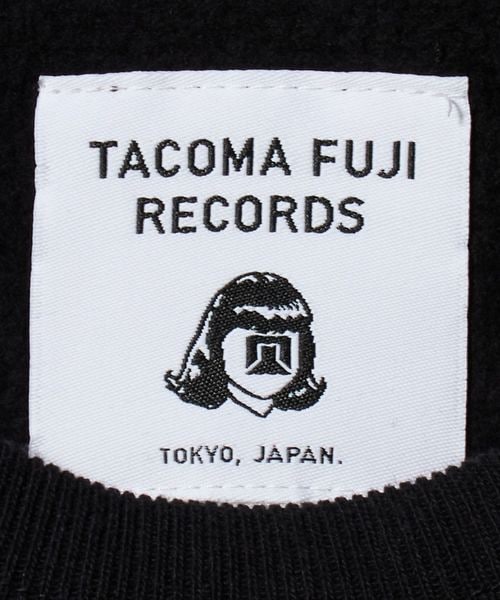 TACOMA FUJI
RECORDS
TOKYO, JAPAN.